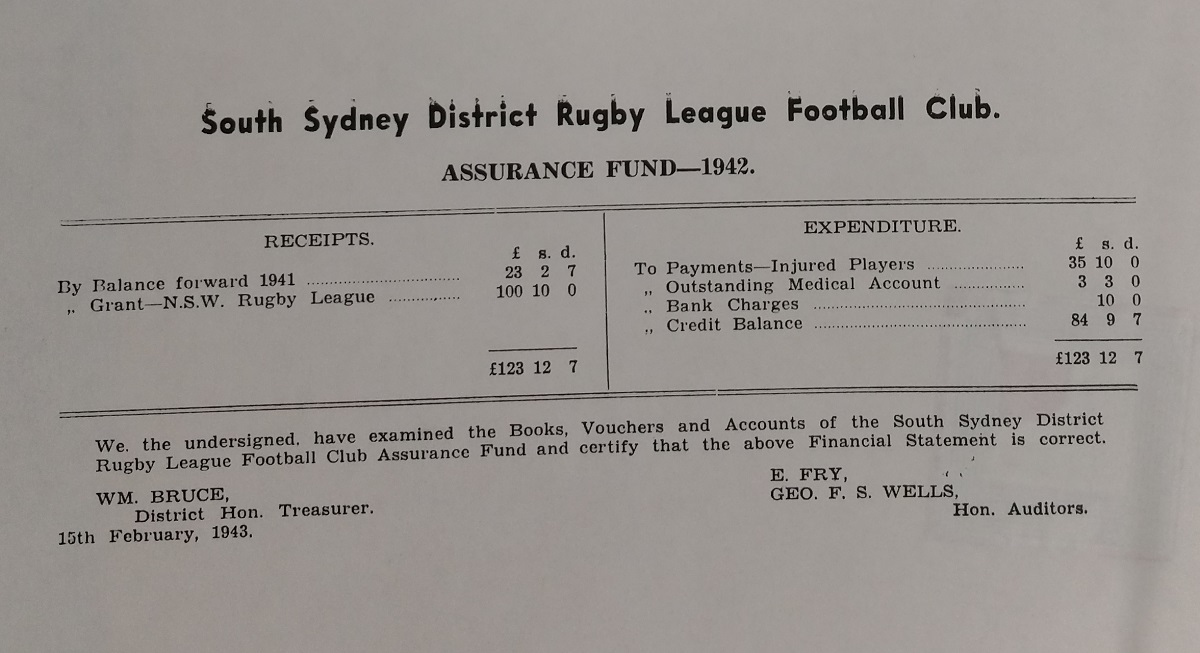 South Sydney District Rugby League Football Club.
ASSURANCE FUND—1942.
RECEIPTS.
£ s. d.
By Balance forward 1941 ........ 23 2 7
„ Grant—N.S.W. Rugby League ........ 100 10 0
£123 12 7
EXPENDITURE.
£ s. d.
To Payments—Injured Players ........ 35 10 0
„ Outstanding Medical Account ........ 3 3 0
„ Bank Charges ........ 10 0
„ Credit Balance ........ 84 9 7
£123 12 7
We, the undersigned, have examined the Books, Vouchers and Accounts of the South Sydney District
Rugby League Football Club Assurance Fund and certify that the above Financial Statement is correct.
WM. BRUCE,
District Hon. Treasurer.
15th February, 1943.
E. FRY,
GEO. F. S. WELLS,
Hon. Auditors.